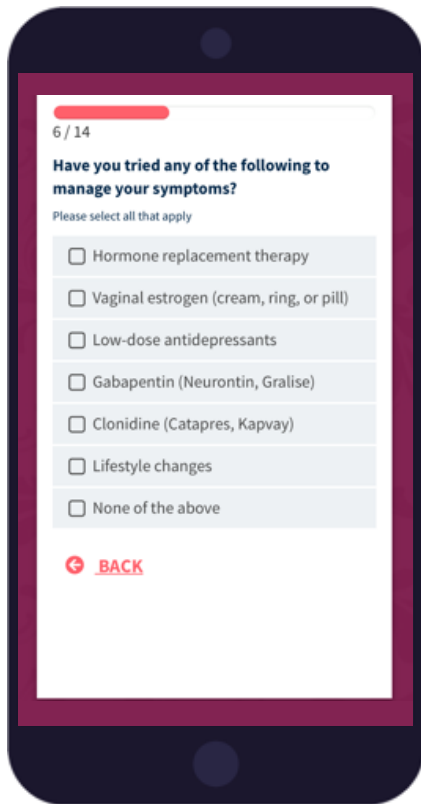 6 / 14
Have you tried any of the following to
manage your symptoms?
Please select all that apply
Hormone replacement therapy
Vaginal estrogen (cream, ring, or pill)
Low-dose antidepressants
Gabapentin (Neurontin, Gralise)
Clonidine (Catapres, Kapvay)
Lifestyle changes
None of the above
BACK